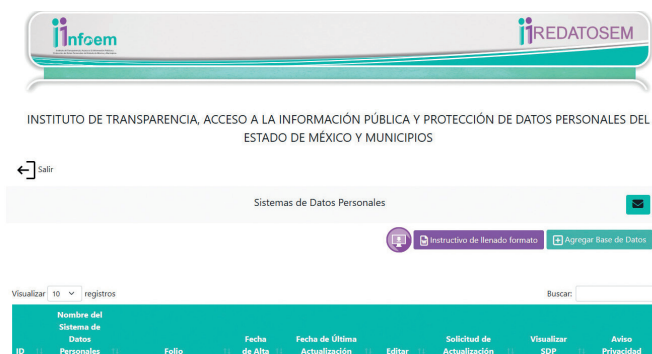 infoem
REDATOSEM
INSTITUTO DE TRANSPARENCIA, ACCESO A LA INFORMACIÓN PÚBLICA Y PROTECCIÓN DE DATOS PERSONALES DEL
ESTADO DE MÉXICO Y MUNICIPIOS
Salir
Sistemas de Datos Personales
Instructivo de llenado formato
Agregar Base de Datos
Visualizar 10 registros
Buscar:
ID
Nombre del
Sistema de
Datos
Personales
Folio
Fecha
de Alta
Fecha de Última
Actualización
Editar
Solicitud de
Actualización
Visualizar
SDP
Aviso
Privacidad